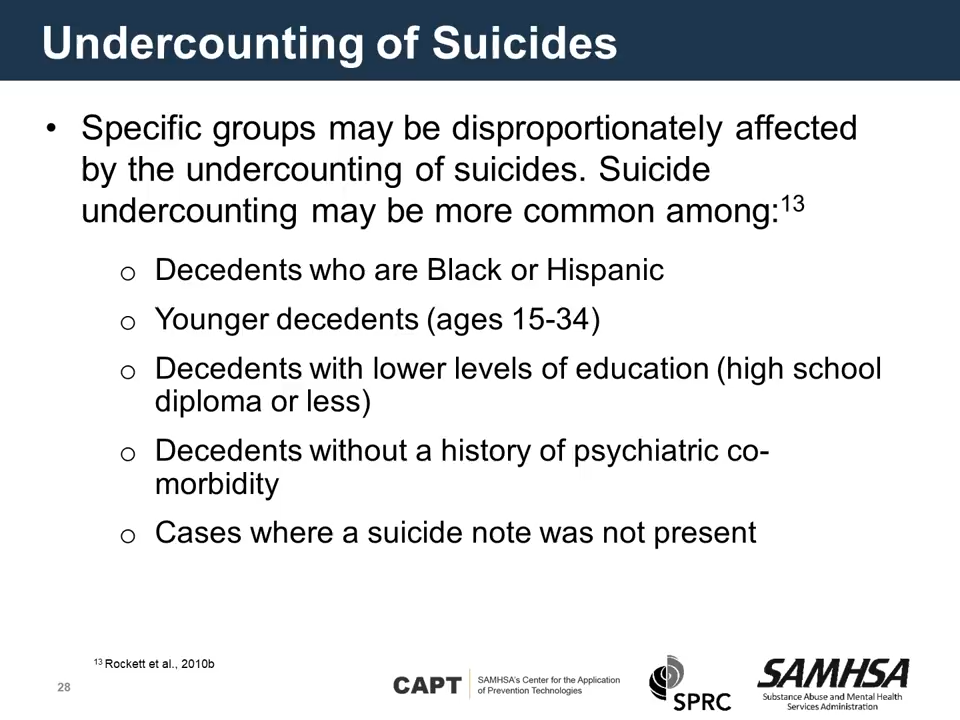 Undercounting of Suicides
• Specific groups may be disproportionately affected
by the undercounting of suicides. Suicide
undercounting may be more common among:13
o Decedents who are Black or Hispanic
o Younger decedents (ages 15-34)
o Decedents with lower levels of education (high school
diploma or less)
o Decedents without a history of psychiatric co-
morbidity
o Cases where a suicide note was not present
13 Rockett et al., 2010b
28
CAPT
SAMHSA's Center for the Application
of Prevention Technologies
SPRC
SAMHSA
Substance Abuse and Mental Health
Services Administration